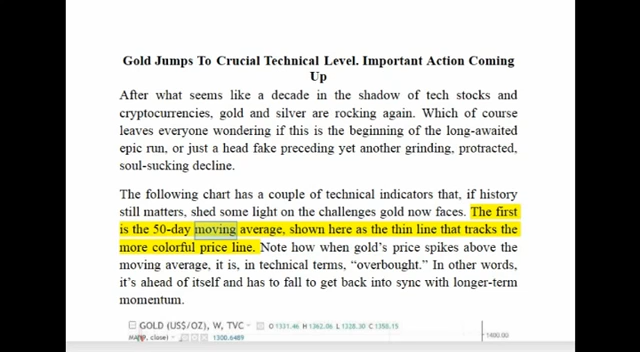 Gold Jumps To Crucial Technical Level. Important Action Coming
Up
After what seems like a decade in the shadow of tech stocks and
cryptocurrencies, gold and silver are rocking again. Which of course
leaves everyone wondering if this is the beginning of the long-awaited
epic run, or just a head fake preceding yet another grinding, protracted,
soul-sucking decline.
The following chart has a couple of technical indicators that, if history
still matters, shed some light on the challenges gold now faces. The first
is the 50-day moving average, shown here as the thin line that tracks the
more colorful price line. Note how when gold's price spikes above the
moving average, it is, in technical terms, “overbought.” In other words,
it's ahead of itself and has to fall to get back into sync with longer-term
momentum.
GOLD (US$/OZ), W, TVC O1331.46 H1362.06 L1328.30 C1358.15
1400.00
close) 1300.6489